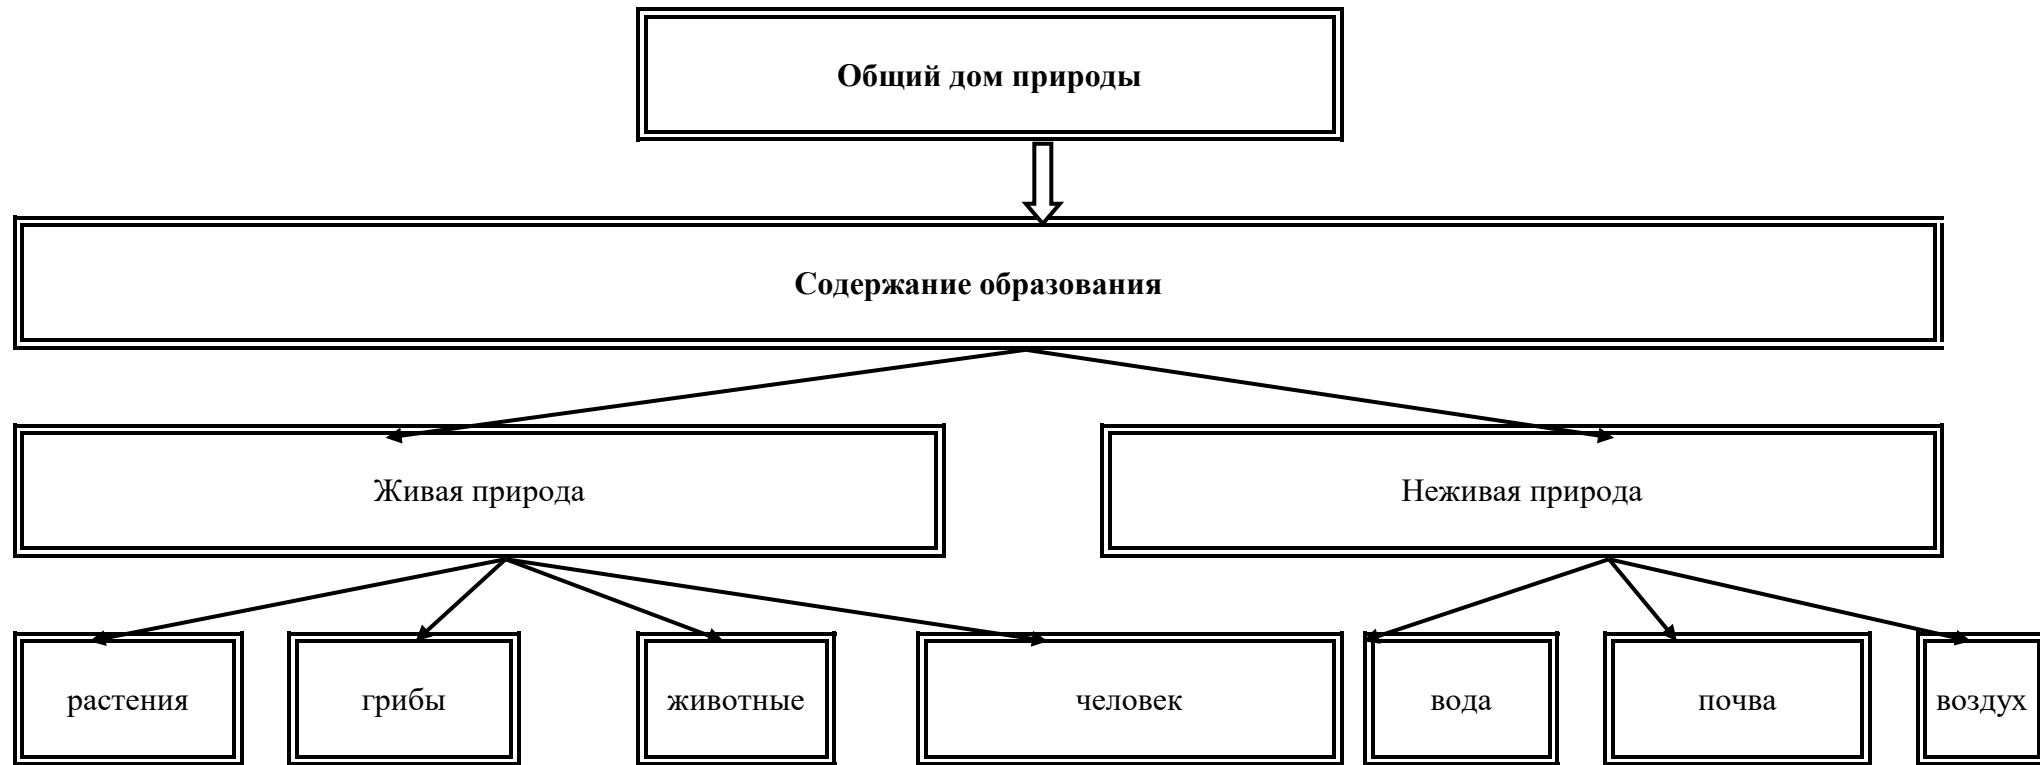 Общий дом природы
Содержание образования
Живая природа
Неживая природа
растения
грибы
животные
человек
вода
почва
воздух